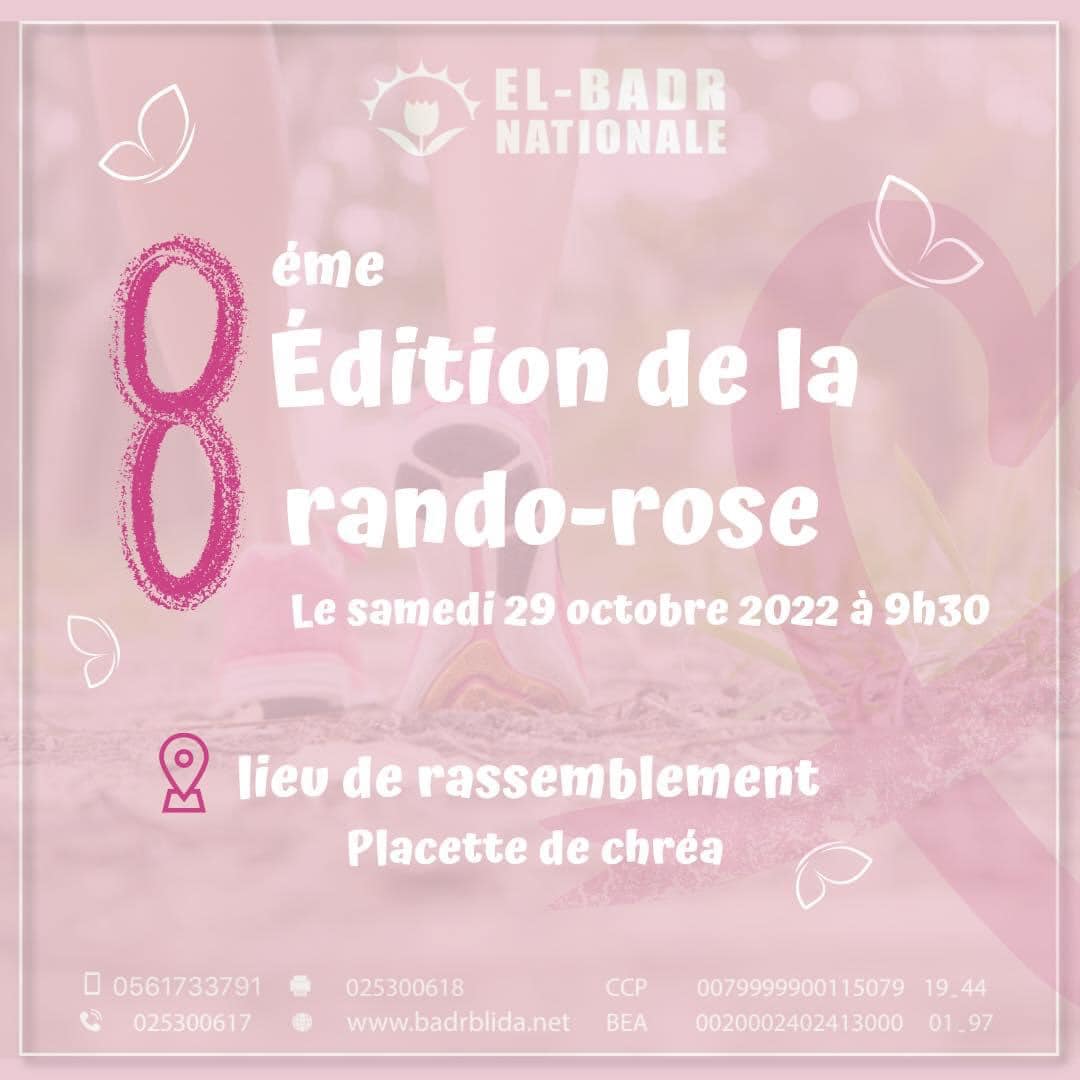 EL-BADR
NATIONALE
8 éme
Édition de la
rando-rose
Le samedi 29 octobre 2022 à 9h30
lieu de rassemblement
Placette de chréa
0561733791 025300618 CCP 0079999900115079 19_44
025300617 www.badrblida.net BEA 00200002402413000 01_97